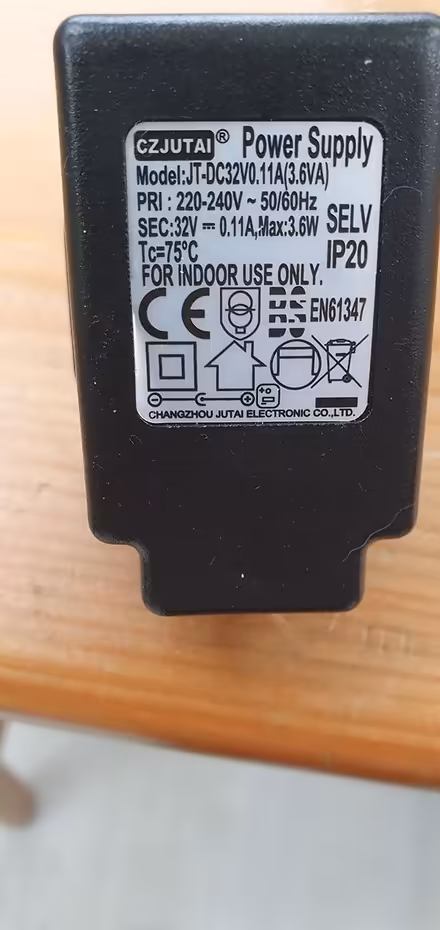 CZJUTAI® Power Supply
Model:JT-DC32V0.11A(3.6VA)
PRI : 220-240V ~ 50/60Hz
SEC:32V ⎓ 0.11A,Max:3.6W
SELV
Tc=75°C
IP20
FOR INDOOR USE ONLY.
CE EN61347
CHANGZHOU JUTAI ELECTRONIC CO.,LTD.